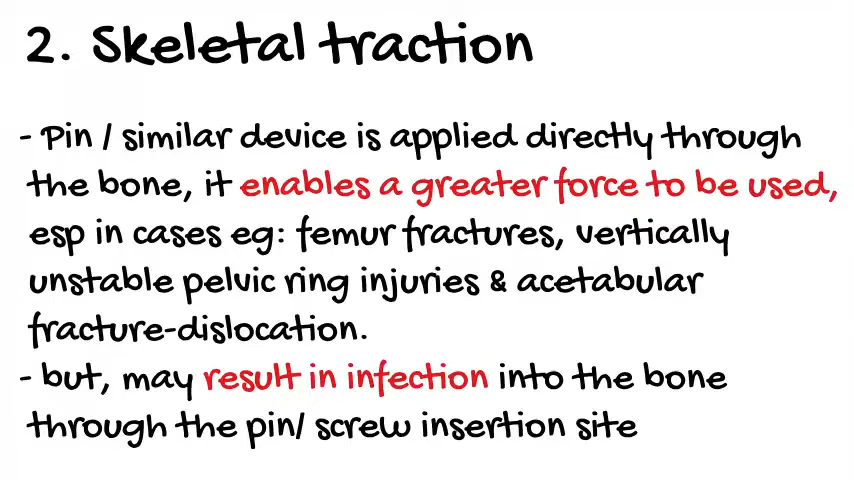 2. Skeletal traction
- Pin / similar device is applied directly through
the bone, it enables a greater force to be used,
esp in cases eg: femur fractures, vertically
unstable pelvic ring injuries & acetabular
fracture-dislocation.
- but, may result in infection into the bone
through the pin/ screw insertion site